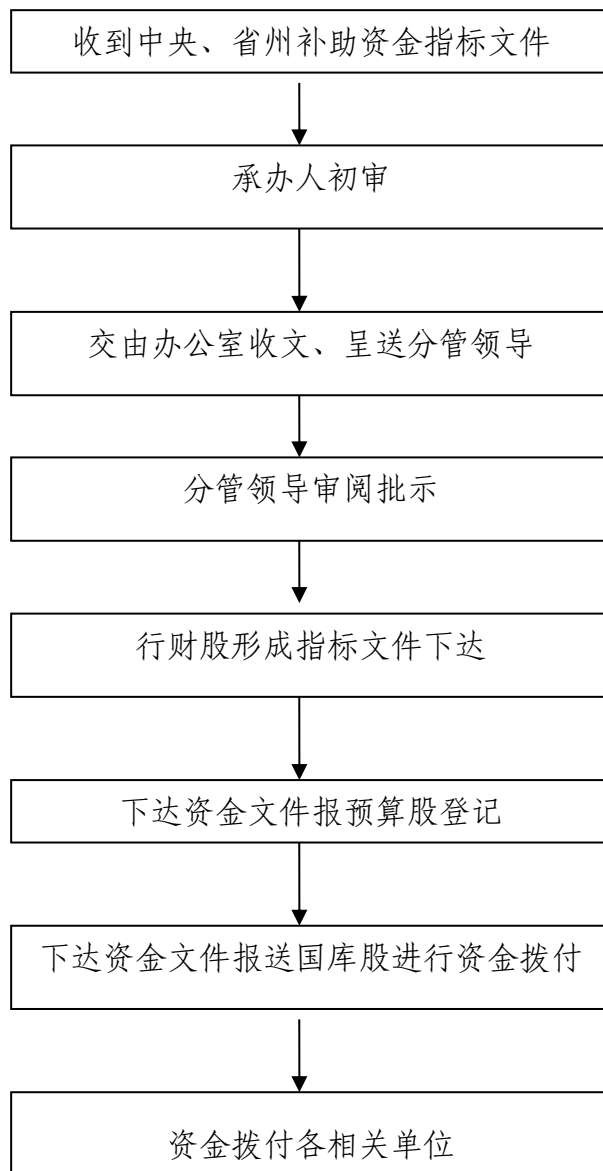 收到中央、省州补助资金指标文件
承办人初审
交由办公室收文、呈送分管领导
分管领导审阅批示
行财股形成指标文件下达
下达资金文件报预算股登记
下达资金文件报送国库股进行资金拨付
资金拨付各相关单位